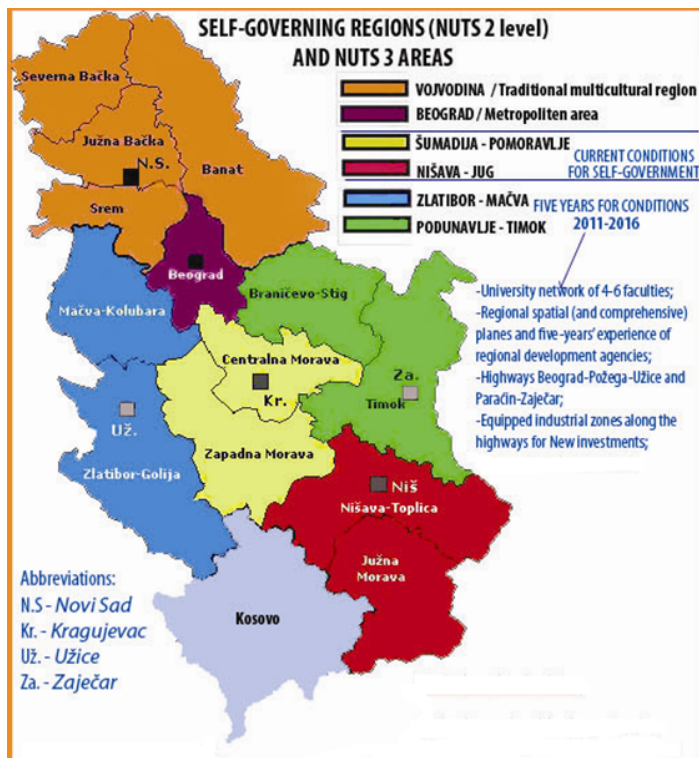 SELF-GOVERNING REGIONS (NUTS 2 level)
AND NUTS 3 AREAS
VOJVODINA / Traditional multicultural region
BEOGRAD / Metropoliten area
ŠUMADIJA - POMORAVLJE
NIŠAVA - JUG
CURRENT CONDITIONS
FOR SELF-GOVERNMENT
ZLATIBOR - MAČVA
PODUNAVLJE - TIMOK
FIVE YEARS FOR CONDITIONS
2011-2016
-University network of 4-6 faculties;
-Regional spatial (and comprehensive)
planes and five-years' experience of
regional development agencies;
-Highways Beograd-Požega-Užice and
Paraćin-Zaječar;
-Equipped industrial zones along the
highways for New investments;
Severna Bačka
Južna Bačka
N.S.
Banat
Srem
Beograd
Mačva-Kolubara
Braničevo-Stig
Centralna Morava
Kr.
Za.
Timok
Už.
Zapadna Morava
Zlatibor-Golija
Niš
Nišava-Toplica
Južna
Morava
Kosovo
Abbreviations:
N.S - Novi Sad
Kr. - Kragujevac
Už. - Užice
Za. - Zaječar